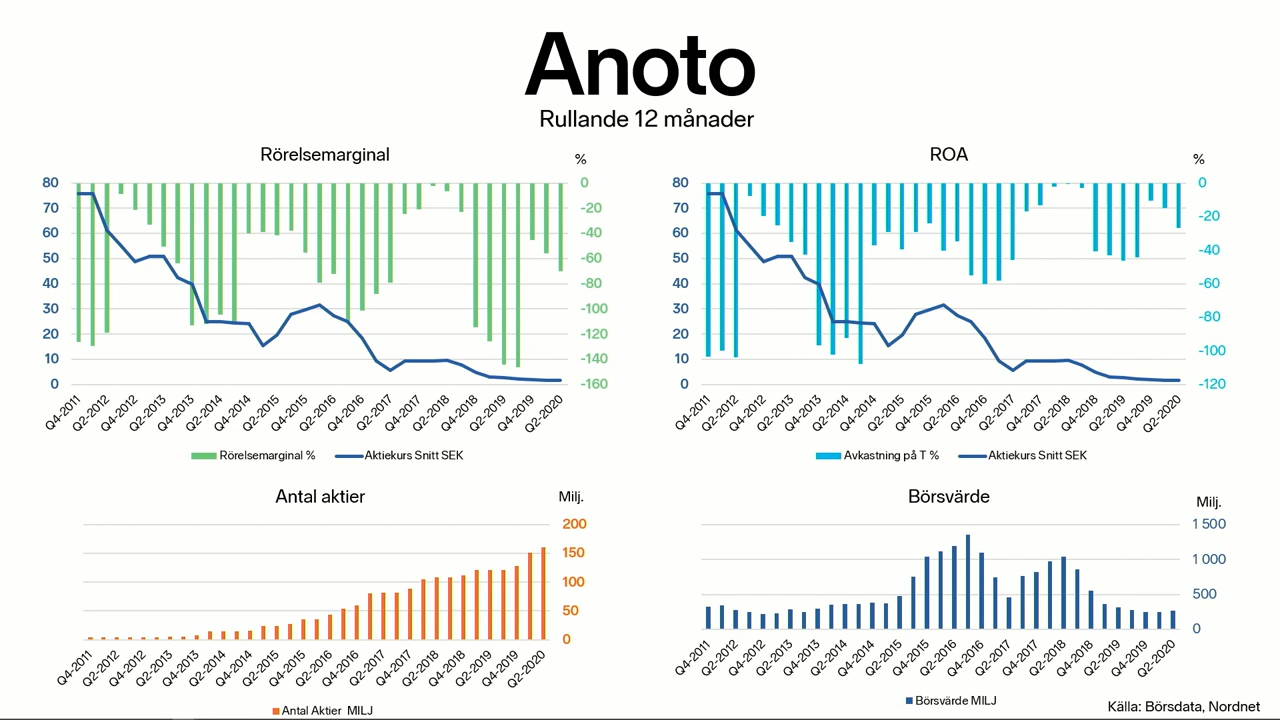 Anoto
Rullande 12 månader
Rörelsemarginal
%
80
70
60
50
40
30
20
10
0
0
-20
-40
-60
-80
-100
-120
-140
-160
Q4-2011
Q2-2012
Q4-2012
Q2-2013
Q4-2013
Q2-2014
Q4-2014
Q2-2015
Q4-2015
Q2-2016
Q4-2016
Q2-2017
Q4-2017
Q2-2018
Q4-2018
Q2-2019
Q4-2019
Q2-2020
Rörelsemarginal %
Aktiekurs Snitt SEK
ROA
%
80
70
60
50
40
30
20
10
0
0
-20
-40
-60
-80
-100
-120
Q4-2011
Q2-2012
Q4-2012
Q2-2013
Q4-2013
Q2-2014
Q4-2014
Q2-2015
Q4-2015
Q2-2016
Q4-2016
Q2-2017
Q4-2017
Q2-2018
Q4-2018
Q2-2019
Q4-2019
Q2-2020
Avkastning på T %
Aktiekurs Snitt SEK
Antal aktier
Milj.
200
150
100
50
0
Q4-2011
Q2-2012
Q4-2012
Q2-2013
Q4-2013
Q2-2014
Q4-2014
Q2-2015
Q4-2015
Q2-2016
Q4-2016
Q2-2017
Q4-2017
Q2-2018
Q4-2018
Q2-2019
Q4-2019
Q2-2020
Antal Aktier MILJ
Börsvärde
Milj.
1 500
1 000
500
0
Q4-2011
Q2-2012
Q4-2012
Q2-2013
Q4-2013
Q2-2014
Q4-2014
Q2-2015
Q4-2015
Q2-2016
Q4-2016
Q2-2017
Q4-2017
Q2-2018
Q4-2018
Q2-2019
Q4-2019
Q2-2020
Börsvärde MILJ
Källa: Börsdata, Nordnet